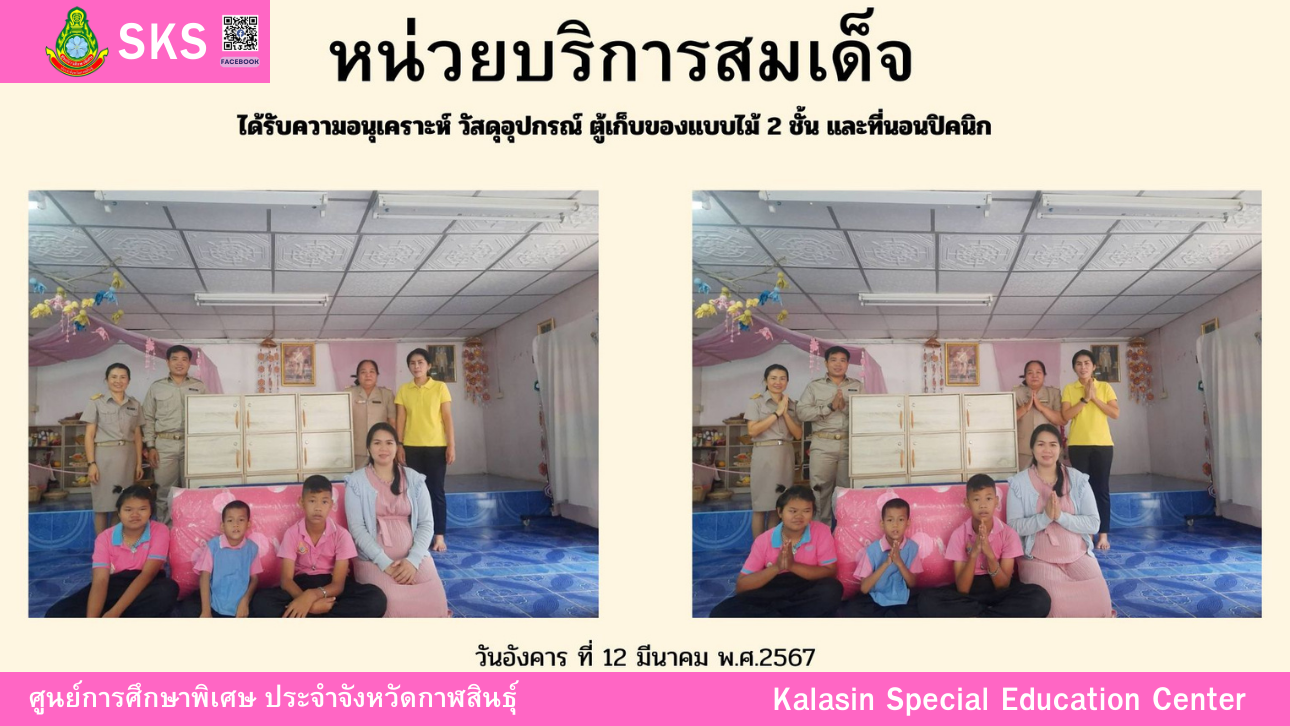 SKS
FACEBOOK
หน่วยบริการสมเด็จ
ได้รับความอนุเคราะห์ วัสดุอุปกรณ์ ตู้เก็บของแบบไม้ 2 ชั้น และที่นอนปิคนิก
วันอังคาร ที่ 12 มีนาคม พ.ศ.2567
ศูนย์การศึกษาพิเศษ ประจำจังหวัดกาฬสินธุ์
Kalasin Special Education Center